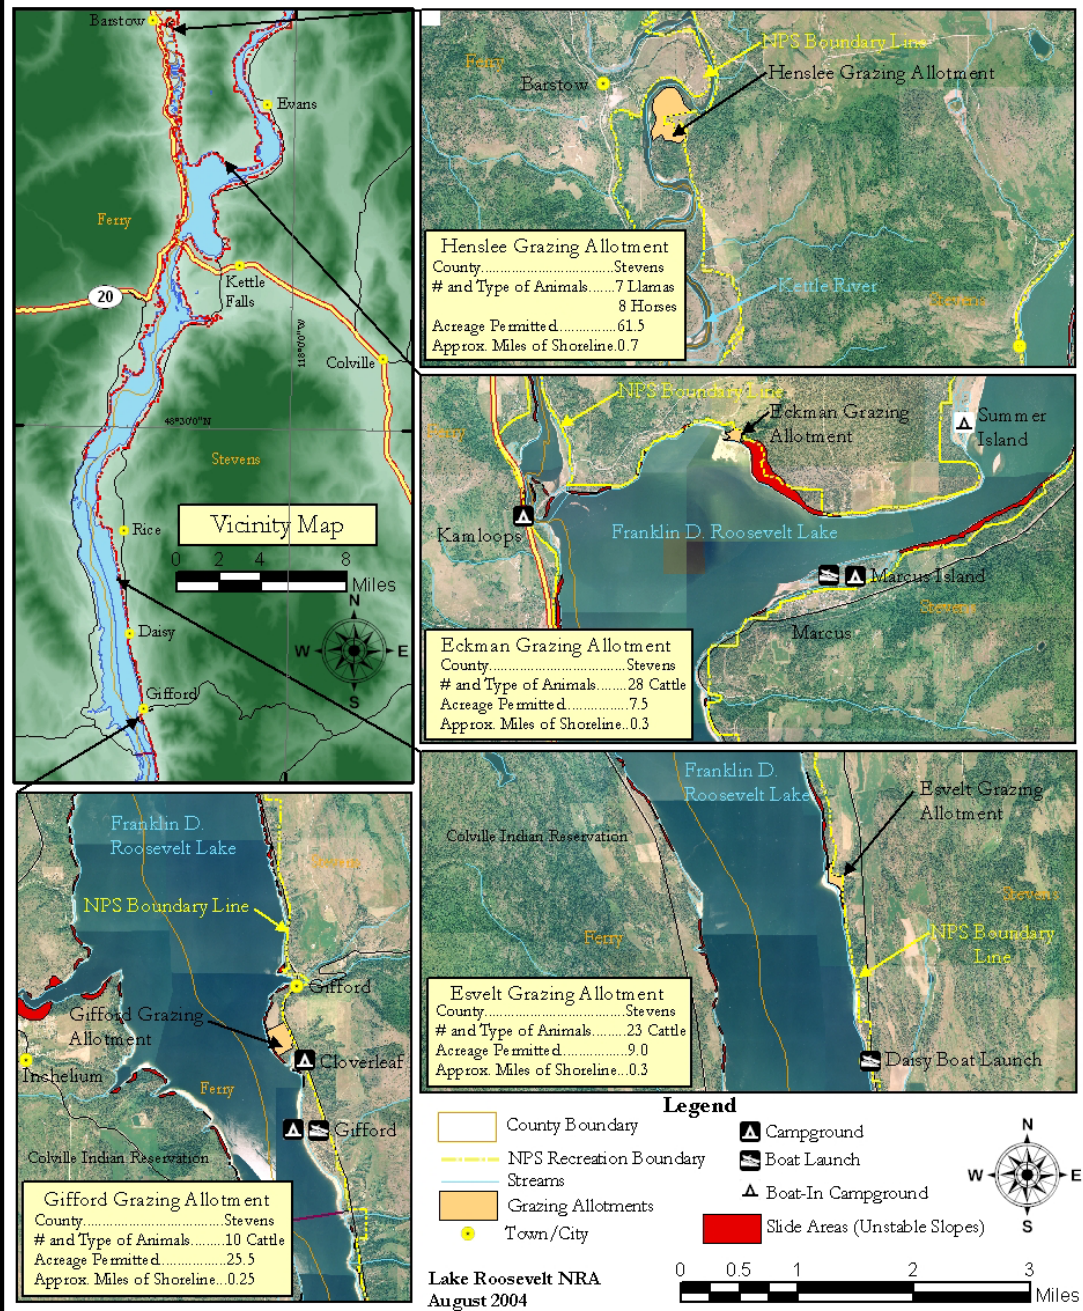 Barstow
Evans
Ferry
Kettle
Falls
20
118°0'0"W
Colville
48°30'0"N
Stevens
Vicinity Map
Rice
0 4 8
Miles
N
W E
S
Daisy
Gifford
NPS Boundary Line
Ferry
Henslee Grazing Allotment
Barstow
Henslee Grazing Allotment
County.......................Stevens
# and Type of Animals......7 Llamas
8 Horses
Acreage Permitted.............61.5
Approx. Miles of Shoreline.0.7
Kettle River
Stevens
NPS Boundary Line
Eckman Grazing
Allotment
Ferry
Summer
Island
Kamloops
Franklin D. Roosevelt Lake
Marcus Island
Stevens
Marcus
Eckman Grazing Allotment
County.........................Stevens
# and Type of Animals.......28 Cattle
Acreage Permitted..............7.5
Approx. Miles of Shoreline..0.3
Franklin D.
Roosevelt Lake
Esvelt Grazing
Allotment
Colville Indian Reservation
Stevens
Ferry
NPS Boundary
Line
Esvelt Grazing Allotment
County..........................Stevens
# and Type of Animals.......23 Cattle
Acreage Permitted..............9.0
Approx. Miles of Shoreline...0.3
Daisy Boat Launch
Franklin D.
Roosevelt Lake
Stevens
NPS Boundary Line
Gifford
Gifford Grazing
Allotment
Cloverleaf
Inchelium
Ferry
Gifford
Colville Indian Reservation
Gifford Grazing Allotment
County.........................Stevens
# and Type of Animals........10 Cattle
Acreage Permitted..............25.5
Approx. Miles of Shoreline...0.25
Legend
County Boundary
NPS Recreation Boundary
Streams
Grazing Allotments
Town/City
Campground
Boat Launch
Boat-In Campground
Slide Areas (Unstable Slopes)
N
W E
S
Lake Roosevelt NRA
August 2004
0 0.5 1 2 3
Miles